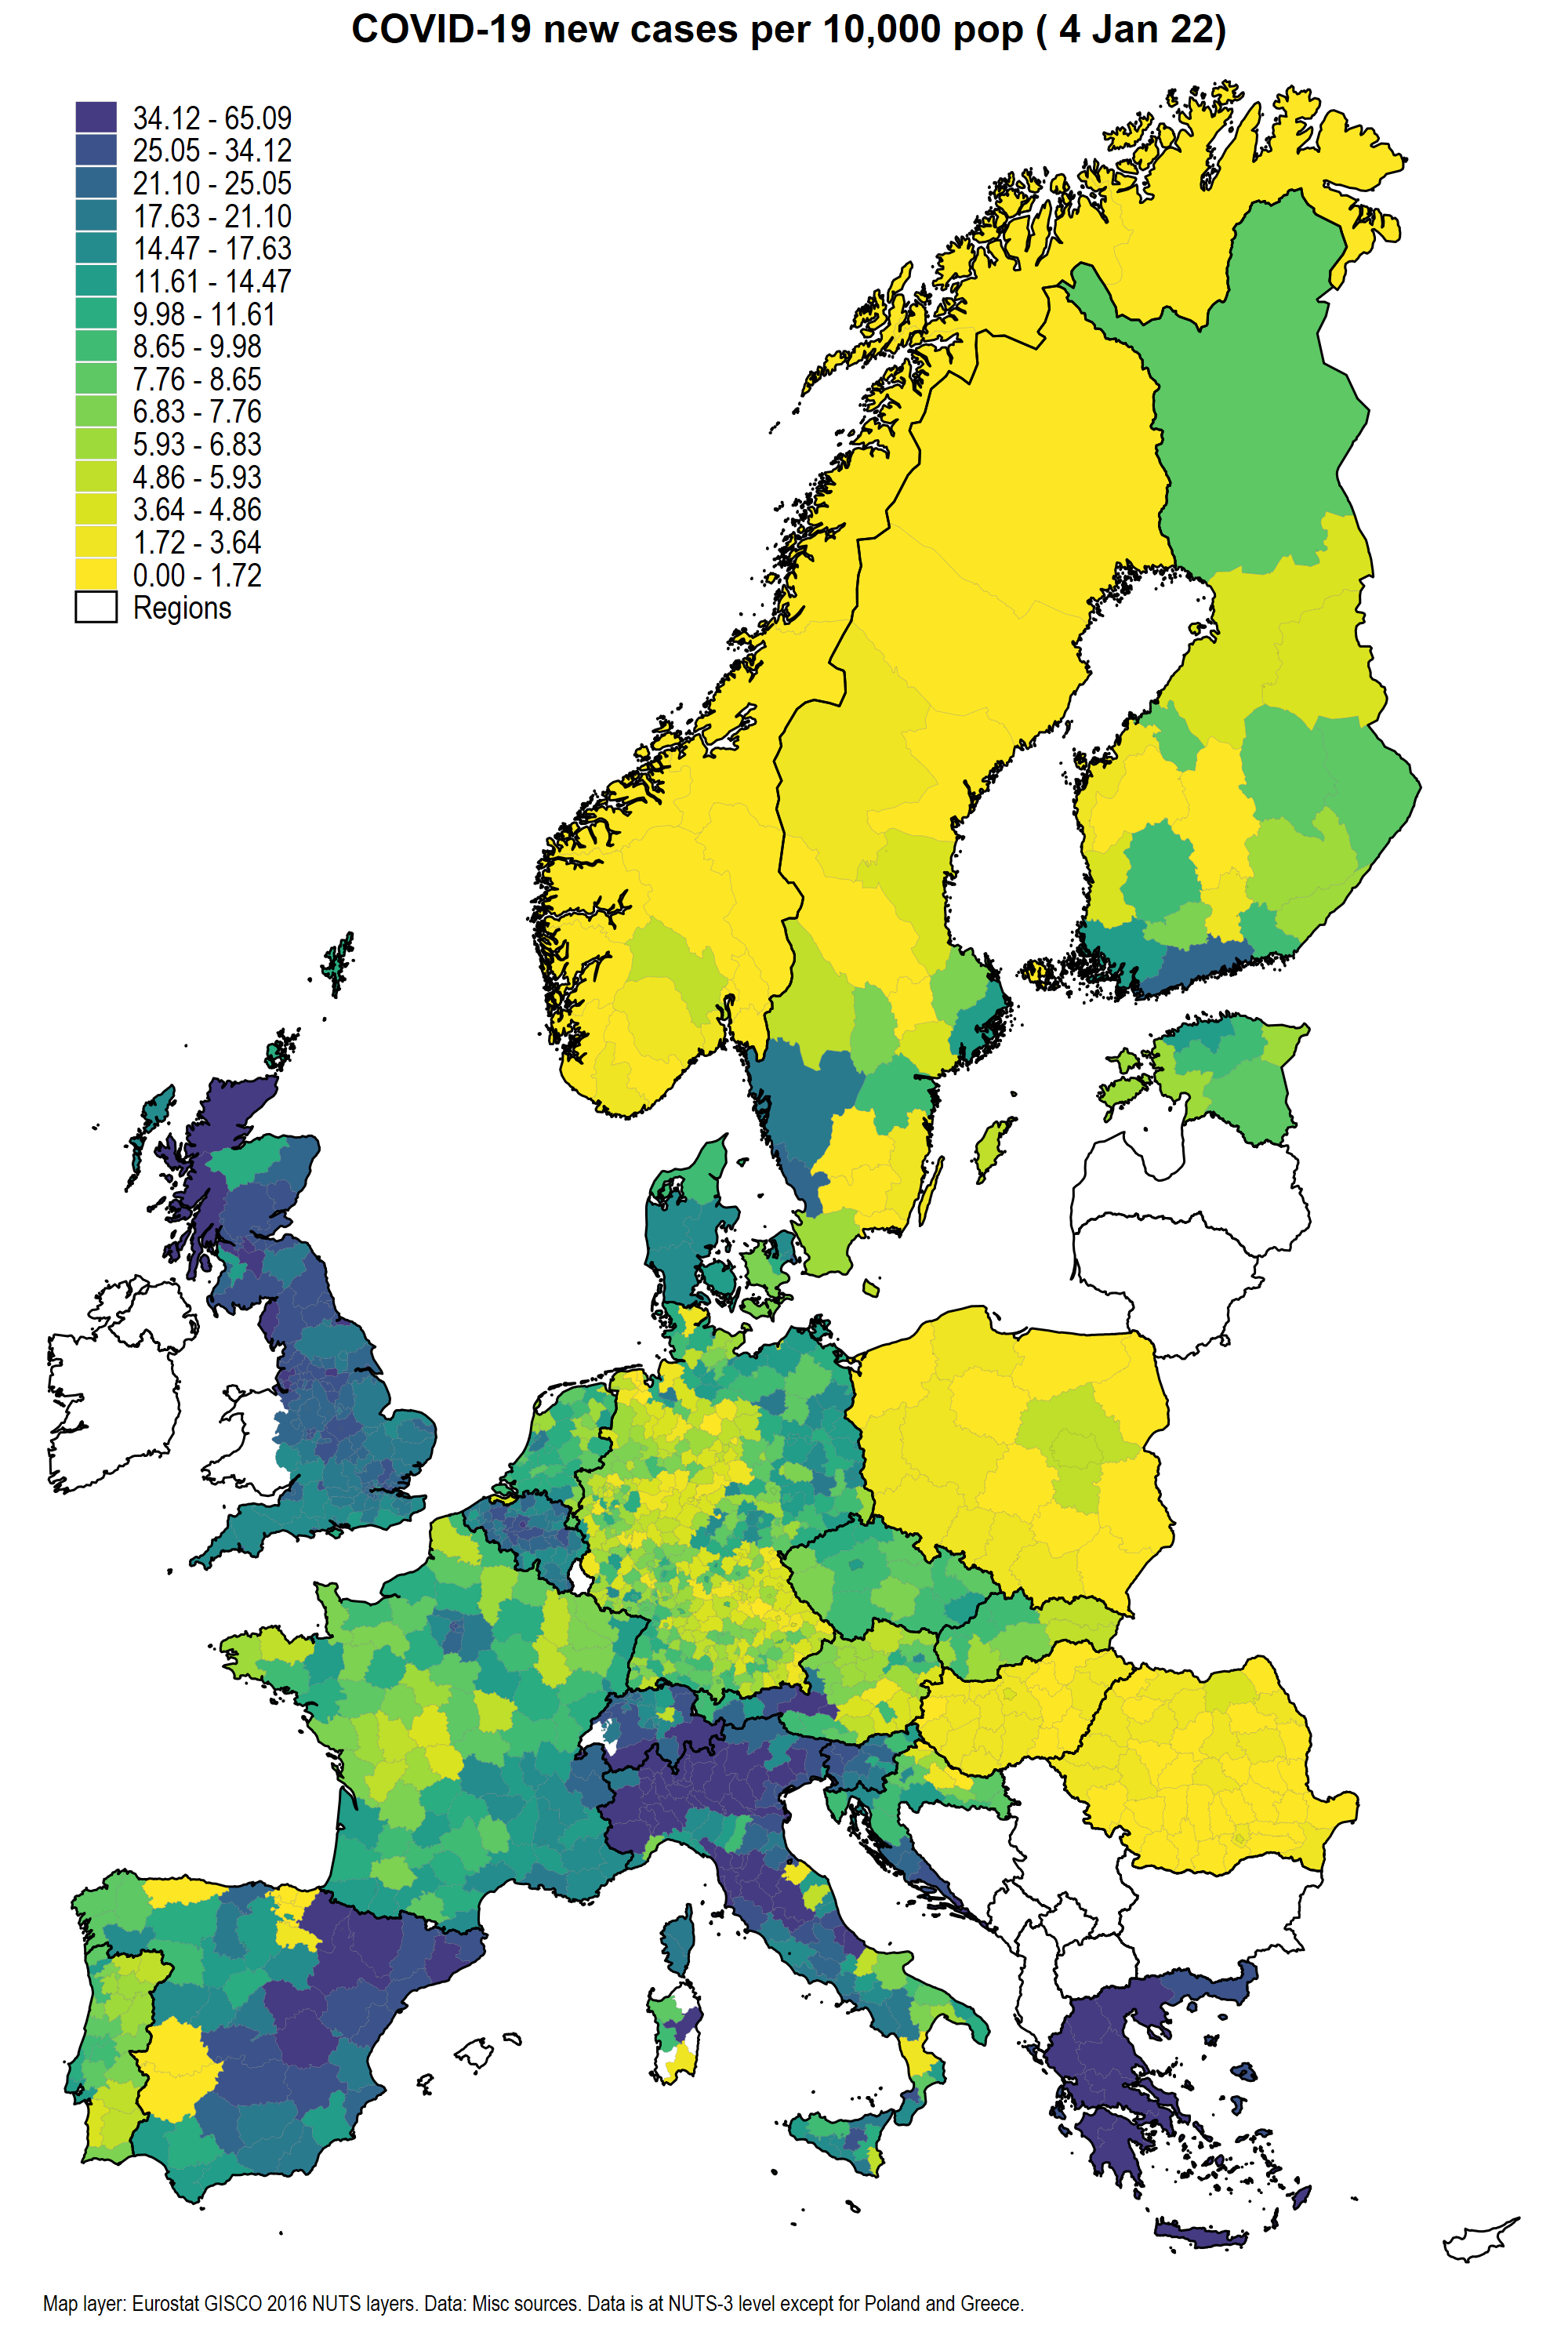 COVID-19 new cases per 10,000 pop ( 4 Jan 22)
34.12 - 65.09
25.05 - 34.12
21.10 - 25.05
17.63 - 21.10
14.47 - 17.63
11.61 - 14.47
9.98 - 11.61
8.65 - 9.98
7.76 - 8.65
6.83 - 7.76
5.93 - 6.83
4.86 - 5.93
3.64 - 4.86
1.72 - 3.64
0.00 - 1.72
Regions
Map layer: Eurostat GISCO 2016 NUTS layers. Data: Misc sources. Data is at NUTS-3 level except for Poland and Greece.